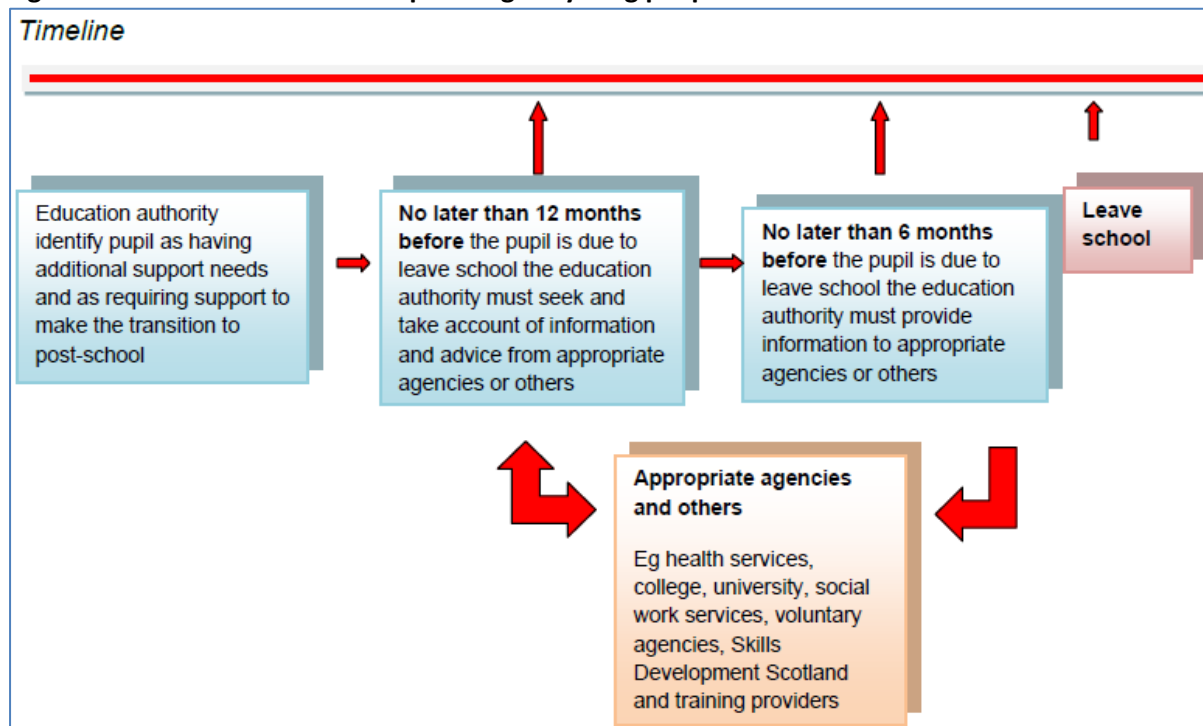 Timeline
Education authority
identify pupil as having
additional support needs
and as requiring support to
make the transition to
post-school
No later than 12 months
before the pupil is due to
leave school the education
authority must seek and
take account of information
and advice from appropriate
agencies or others
No later than 6 months
before the pupil is due to
leave school the education
authority must provide
information to appropriate
agencies or others
Leave
school
Appropriate agencies
and others
Eg health services,
college, university, social
work services, voluntary
agencies, Skills
Development Scotland
and training providers